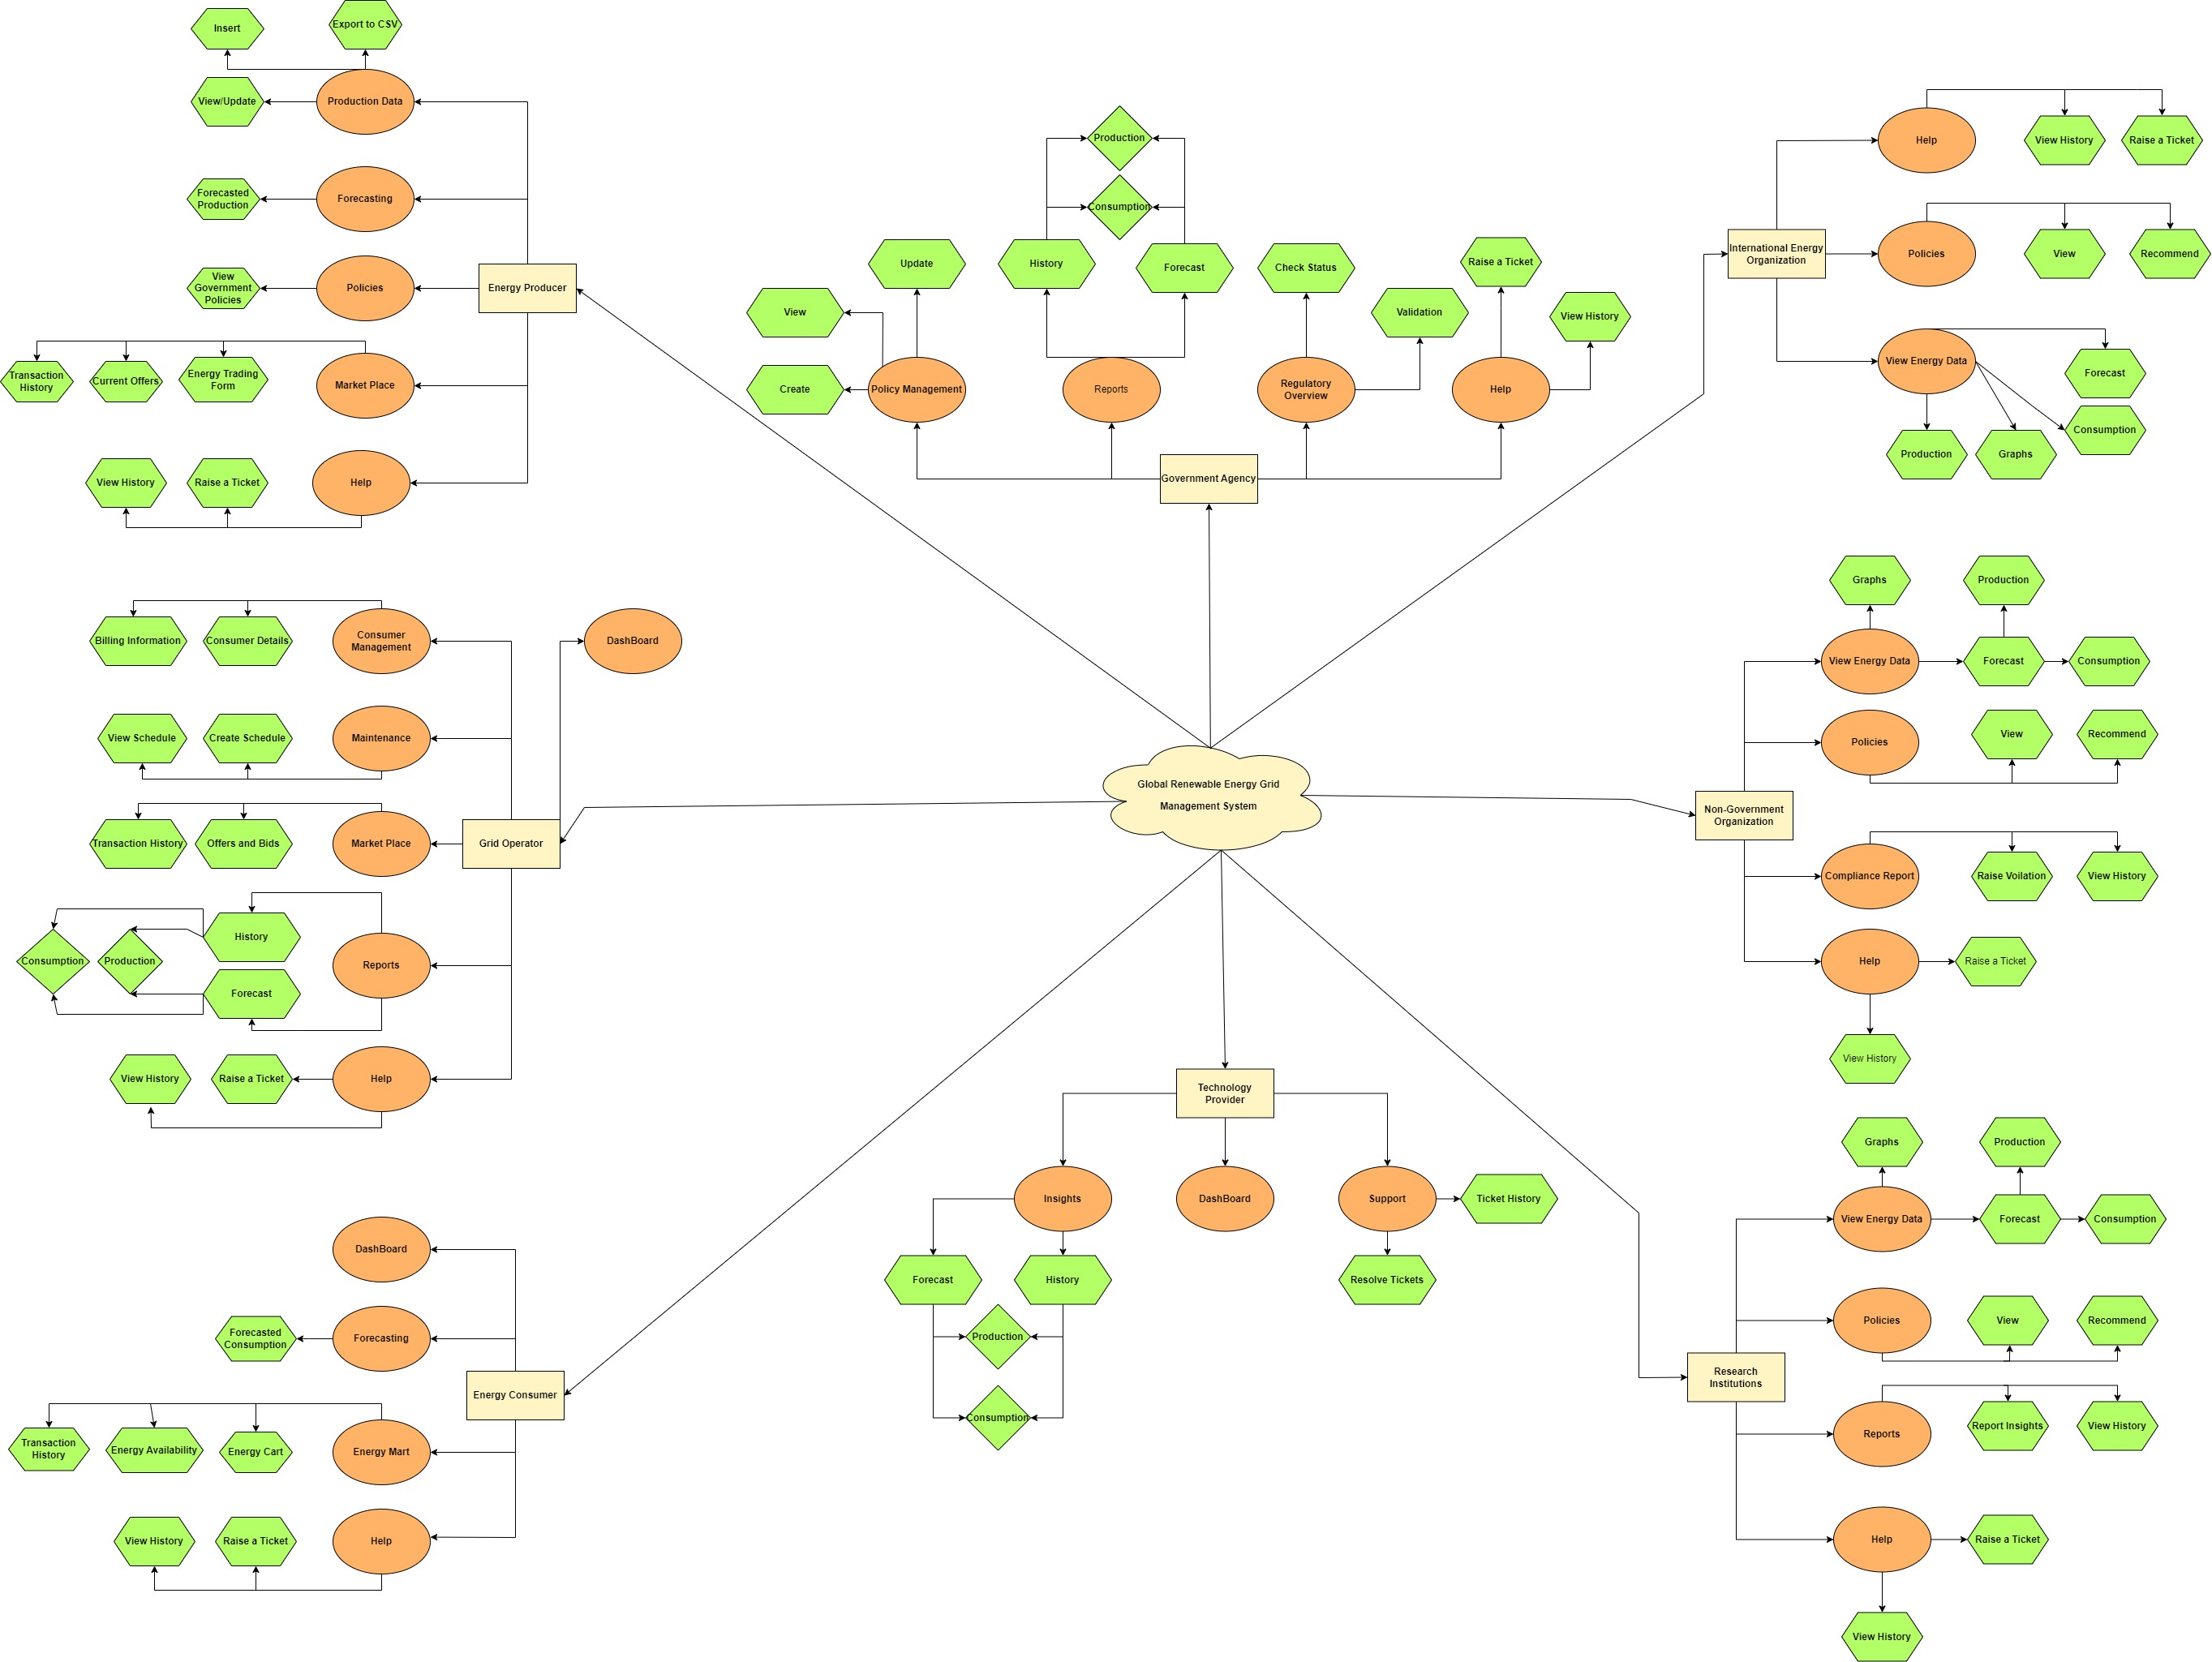 Insert
Export to CSV
View/Update
Production Data
Forecasted
Production
Forecasting
View
Government
Policies
Policies
Energy Producer
Transaction
History
Current Offers
Energy Trading
Form
Market Place
View History
Raise a Ticket
Help
Production
Consumption
History
Forecast
Update
View
Create
Policy Management
Reports
Check Status
Validation
Regulatory
Overview
Raise a Ticket
View History
Help
Government Agency
Help
View History
Raise a Ticket
International Energy
Organization
Policies
View
Recommend
View Energy Data
Forecast
Consumption
Production
Graphs
Billing Information
Consumer Details
Consumer
Management
DashBoard
View Schedule
Create Schedule
Maintenance
Transaction History
Offers and Bids
Market Place
Grid Operator
Consumption
Production
History
Forecast
Reports
View History
Raise a Ticket
Help
Global Renewable Energy Grid
Management System
Graphs
Production
View Energy Data
Forecast
Consumption
Policies
View
Recommend
Non-Government
Organization
Compliance Report
Raise Voilation
View History
Help
Raise a Ticket
View History
Technology
Provider
Insights
DashBoard
Support
Ticket History
Forecast
History
Resolve Tickets
Production
Consumption
DashBoard
Forecasted
Consumption
Forecasting
Energy Consumer
Transaction
History
Energy Availability
Energy Cart
Energy Mart
View History
Raise a Ticket
Help
Graphs
Production
View Energy Data
Forecast
Consumption
Policies
View
Recommend
Research
Institutions
Reports
Report Insights
View History
Help
Raise a Ticket
View History